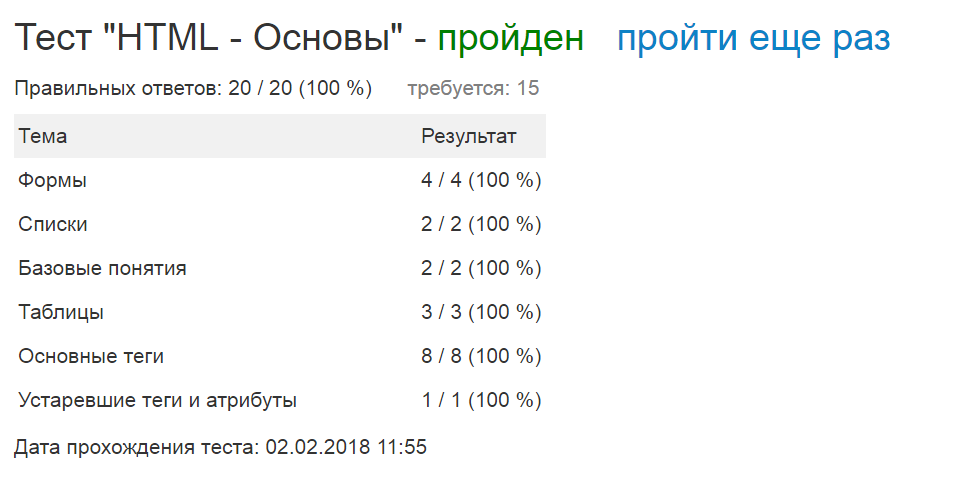 Тест "HTML - Основы" - пройден пройти еще раз
Правильных ответов: 20 / 20 (100 %) требуется: 15
Тема Результат
Формы 4 / 4 (100 %)
Списки 2 / 2 (100 %)
Базовые понятия 2 / 2 (100 %)
Таблицы 3 / 3 (100 %)
Основные теги 8 / 8 (100 %)
Устаревшие теги и атрибуты 1 / 1 (100 %)
Дата прохождения теста: 02.02.2018 11:55